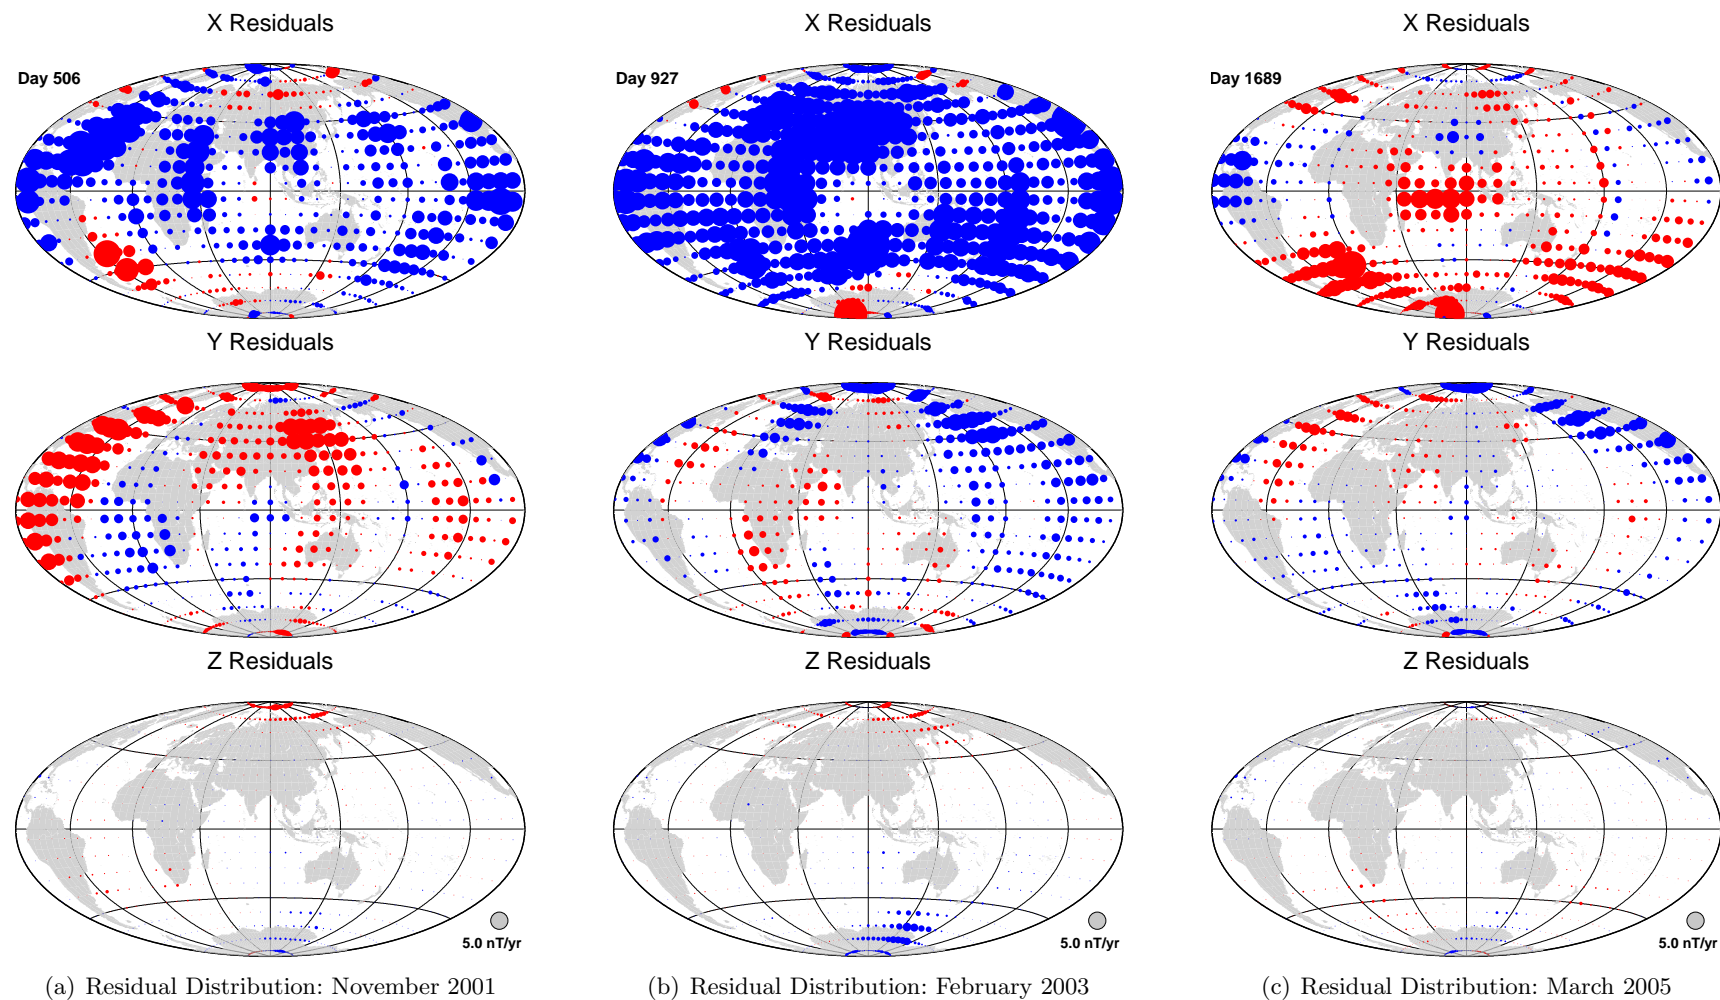 X Residuals
X Residuals
X Residuals
Day 506
Day 927
Day 1689
Y Residuals
Y Residuals
Y Residuals
Z Residuals
Z Residuals
Z Residuals
5.0 nT/yr
5.0 nT/yr
5.0 nT/yr
(a) Residual Distribution: November 2001
(b) Residual Distribution: February 2003
(c) Residual Distribution: March 2005